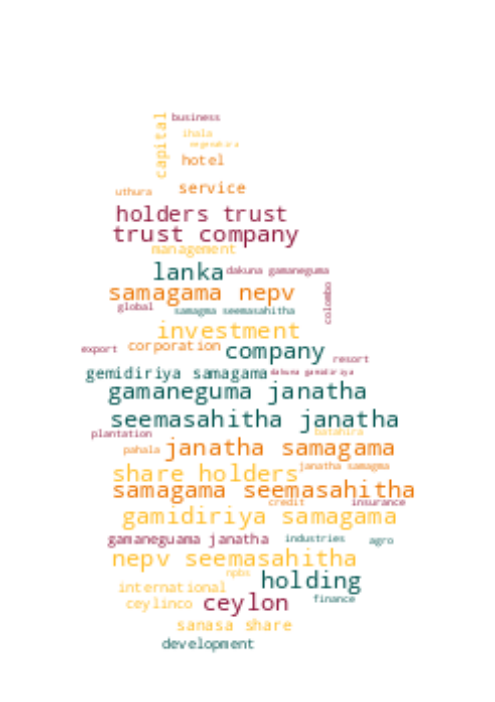 capital
business
ihala
hotel
uthura service
holders trust
trust company
management
lanka dakuna gamaneguma
samagama nepv
colombo
global samagma seemasahitha
investment
export corporation company
resort
gemidiriya samagama dakuna gamidiriya
gamaneguma janatha
seemasahitha janatha
plantation batahira
pahala janatha samagama
share holders janatha samagma
samagama seemasahitha
credit insurance
gamidiriya samagama
gamaneguama janatha industries agro
nepv seemasahitha
npbs
international holding
ceylinco ceylon finance
sanasa share
development